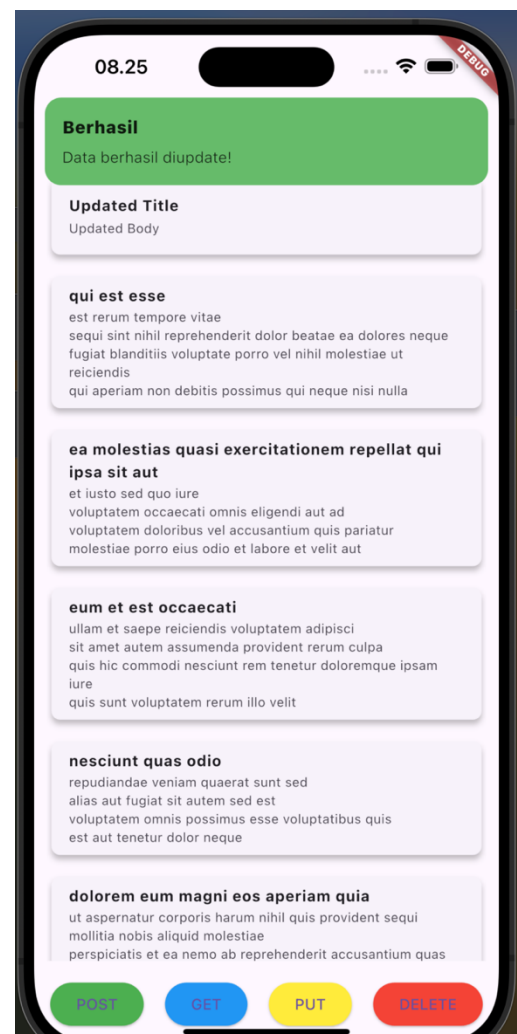 08.25
DEBUG
Berhasil
Data berhasil diupdate!
Updated Title
Updated Body
qui est esse
est rerum tempore vitae
sequi sint nihil reprehenderit dolor beatae ea dolores neque
fugiat blanditiis voluptate porro vel nihil molestiae ut
reiciendis
qui aperiam non debitis possimus qui neque nisi nulla
ea molestias quasi exercitationem repellat qui
ipsa sit aut
et iusto sed quo iure
voluptatem occaecati omnis eligendi aut ad
voluptatem doloribus vel accusantium quis pariatur
molestiae porro eius odio et labore et velit aut
eum et est occaecati
ullam et saepe reiciendis voluptatem adipisci
sit amet autem assumenda provident rerum culpa
quis hic commodi nesciunt rem tenetur doloremque ipsam
iure
quis sunt voluptatem rerum illo velit
nesciunt quas odio
repudiandae veniam quaerat sunt sed
alias aut fugiat sit autem sed est
voluptatem omnis possimus esse voluptatibus quis
est aut tenetur dolor neque
dolorem eum magni eos aperiam quia
ut aspernatur corporis harum nihil quis provident sequi
mollitia nobis aliquid molestiae
perspiciatis et ea nemo ab reprehenderit accusantium quas
POST
GET
PUT
DELETE